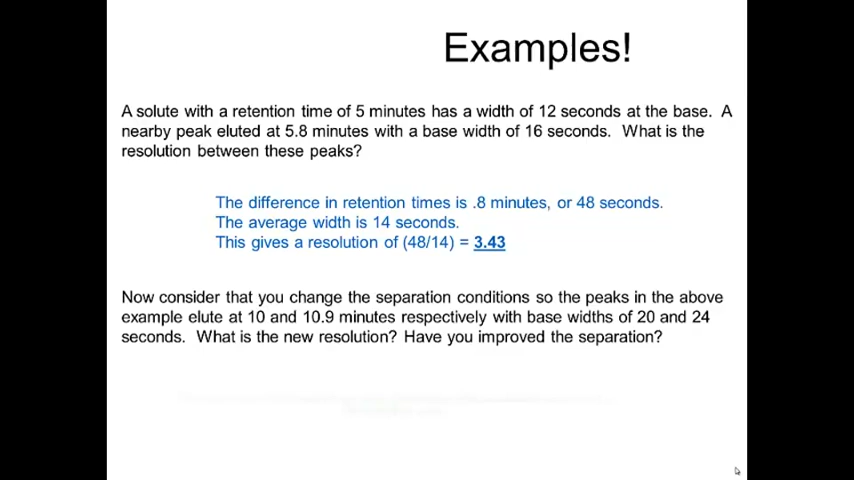 Examples!
A solute with a retention time of 5 minutes has a width of 12 seconds at the base. A
nearby peak eluted at 5.8 minutes with a base width of 16 seconds. What is the
resolution between these peaks?
The difference in retention times is .8 minutes, or 48 seconds.
The average width is 14 seconds.
This gives a resolution of (48/14) = 3.43
Now consider that you change the separation conditions so the peaks in the above
example elute at 10 and 10.9 minutes respectively with base widths of 20 and 24
seconds. What is the new resolution? Have you improved the separation?